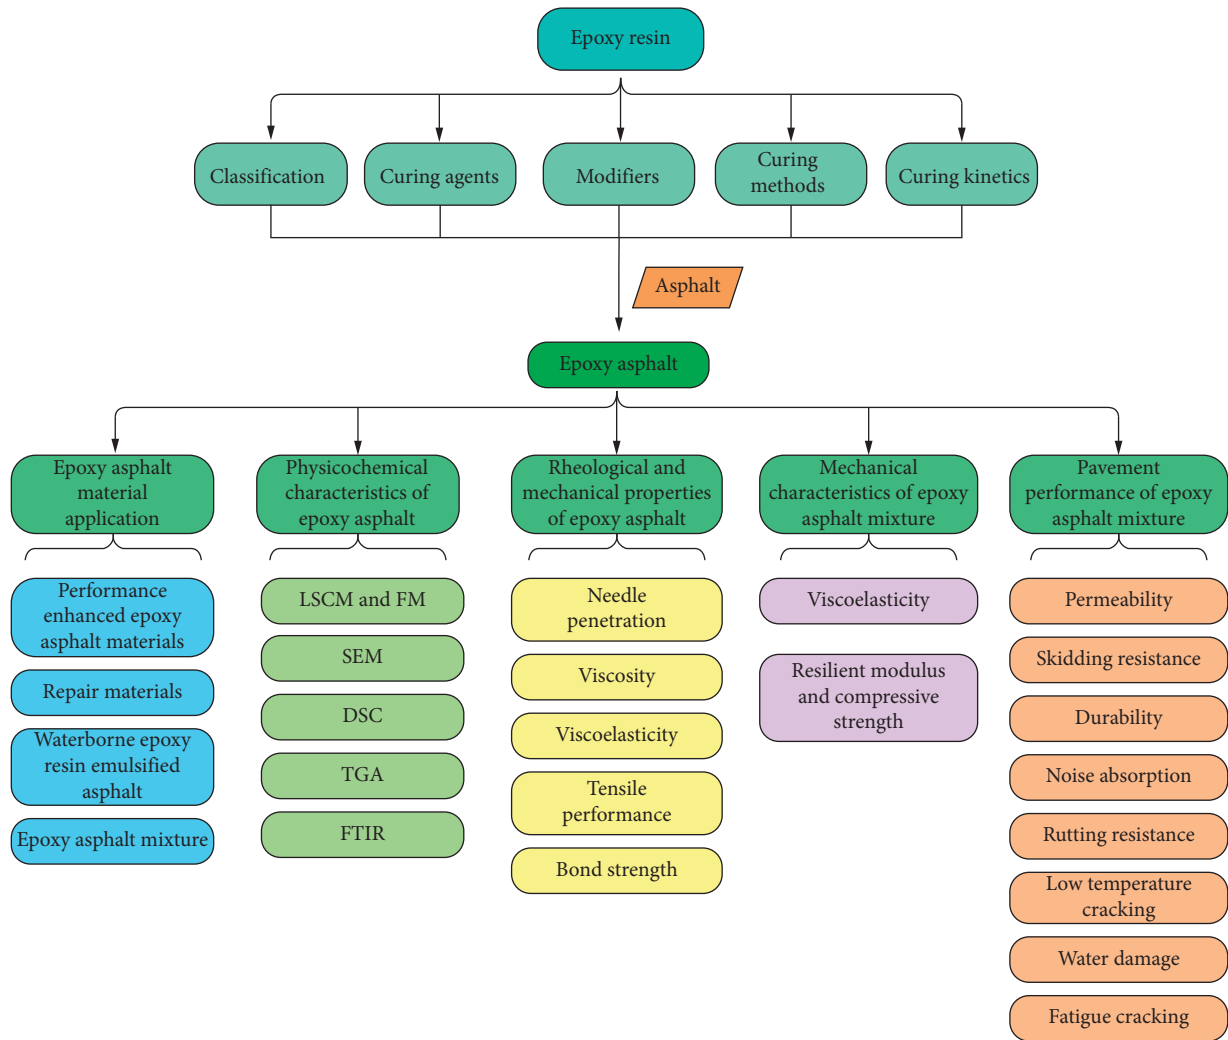 Epoxy resin
Classification
Curing agents
Modifiers
Curing
methods
Curing kinetics
Asphalt
Epoxy asphalt
Epoxy asphalt
material
application
Physicochemical
characteristics of
epoxy asphalt
Rheological and
mechanical properties
of epoxy asphalt
Mechanical
characteristics of epoxy
asphalt mixture
Pavement
performance of epoxy
asphalt mixture
Performance
enhanced epoxy
asphalt materials
Repair materials
Waterborne epoxy
resin emulsified
asphalt
Epoxy asphalt mixture
LSCM and FM
SEM
DSC
TGA
FTIR
Needle
penetration
Viscosity
Viscoelasticity
Tensile
performance
Bond strength
Viscoelasticity
Resilient modulus
and compressive
strength
Permeability
Skidding resistance
Durability
Noise absorption
Rutting resistance
Low temperature
cracking
Water damage
Fatigue cracking